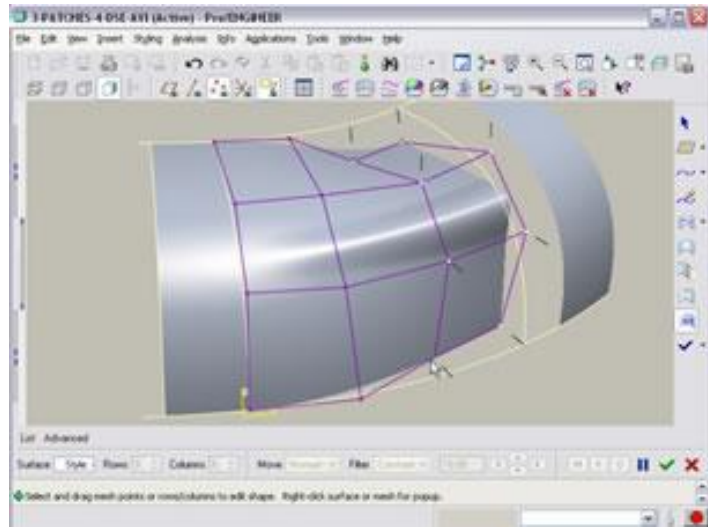 3-PATCHES-4-DSE-AVI (Active) - Pro/ENGINEER
File Edit View Insert Styling Analysis Info Applications Tools Window Help
List Advanced
Surface: Style Rows Columns Move Normal Filter
Select and drag mesh points or rows/columns to edit shape. Right-click surface or mesh for popup.